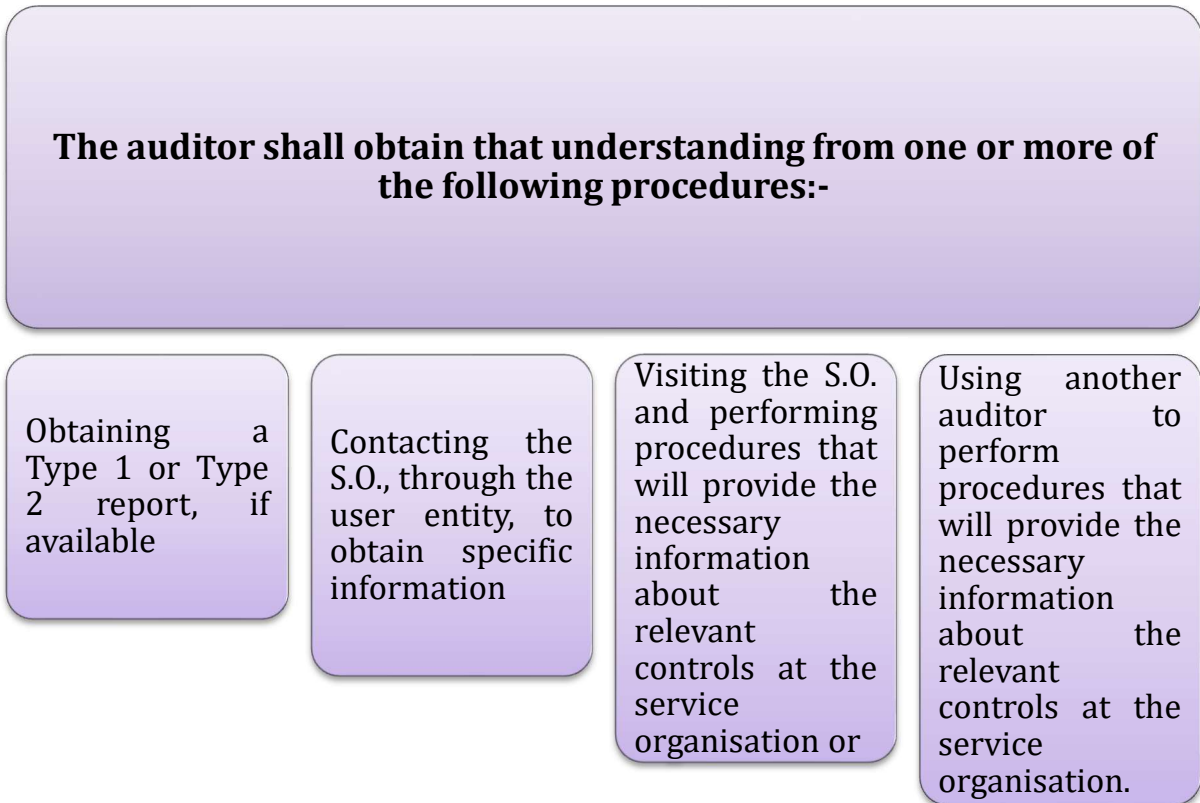 The auditor shall obtain that understanding from one or more of
the following procedures:-
Obtaining a
Type 1 or Type
2 report, if
available
Contacting the
S.O., through the
user entity, to
obtain specific
information
Visiting the S.O.
and performing
procedures that
will provide the
necessary
information
about the
relevant
controls at the
service
organisation or
Using another
auditor to
perform
procedures that
will provide the
necessary
information
about the
relevant
controls at the
service
organisation.